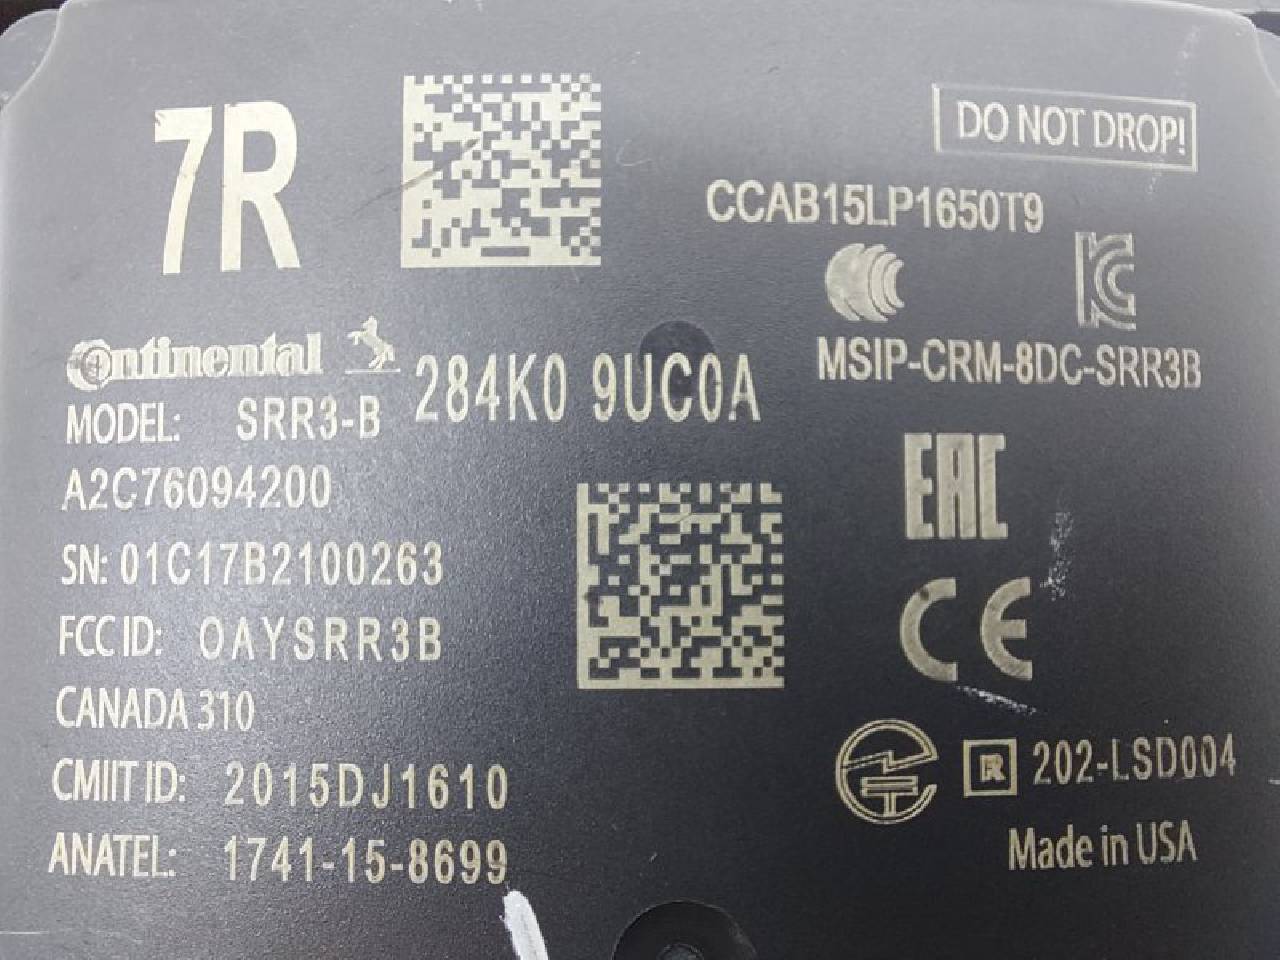 7R
DO NOT DROP!
CCAB15LP1650T9
MSIP-CRM-8DC-SRR3B
Continental
284K0 9UC0A
MODEL: SRR3-B
A2C76094200
EAC
SN: 01C17B2100263
CE
FCC ID: OAYSRR3B
CANADA 310
R 202-LSD004
CMIIT ID: 2015DJ1610
Made in USA
ANATEL: 1741-15-8699